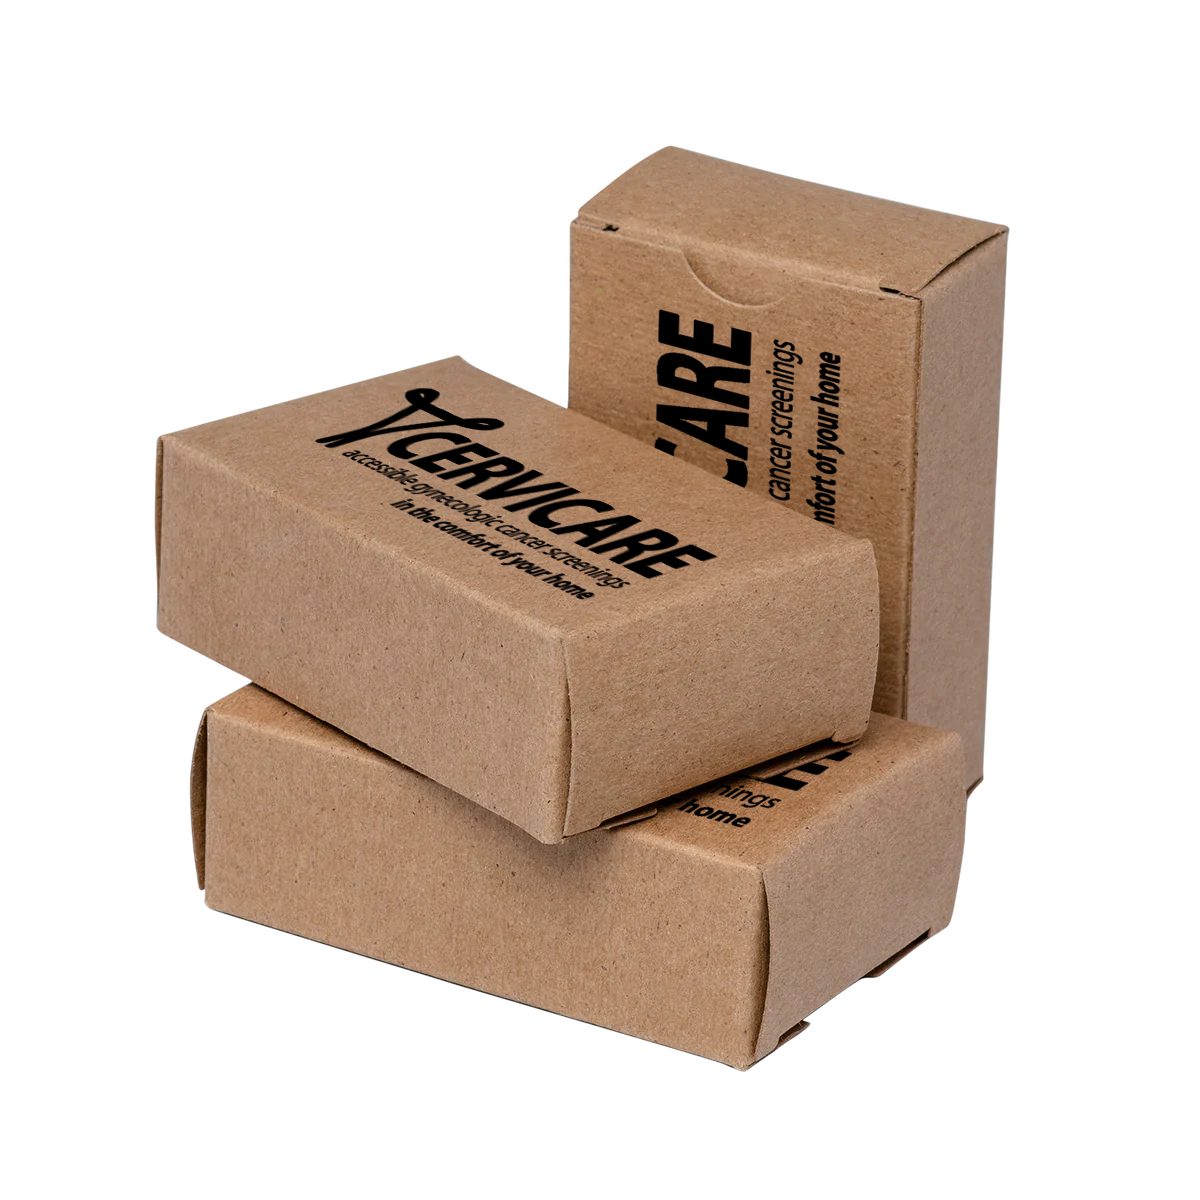 CERVICARE
accessible gynecologic cancer screenings
in the comfort of your home
CARE
cancer screenings
mfort of your home
E
nings
home